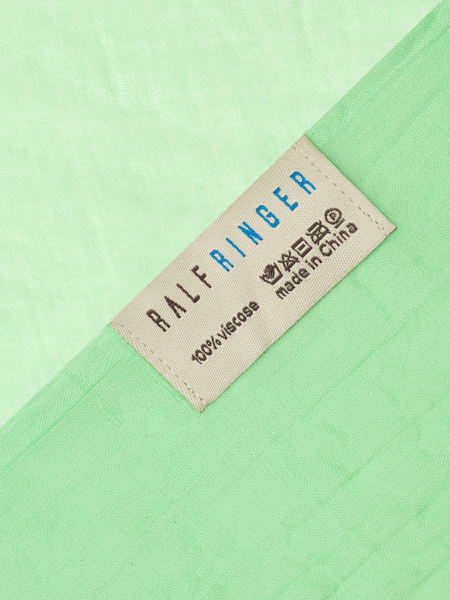 RALF RINGER
100% viscose
made in China